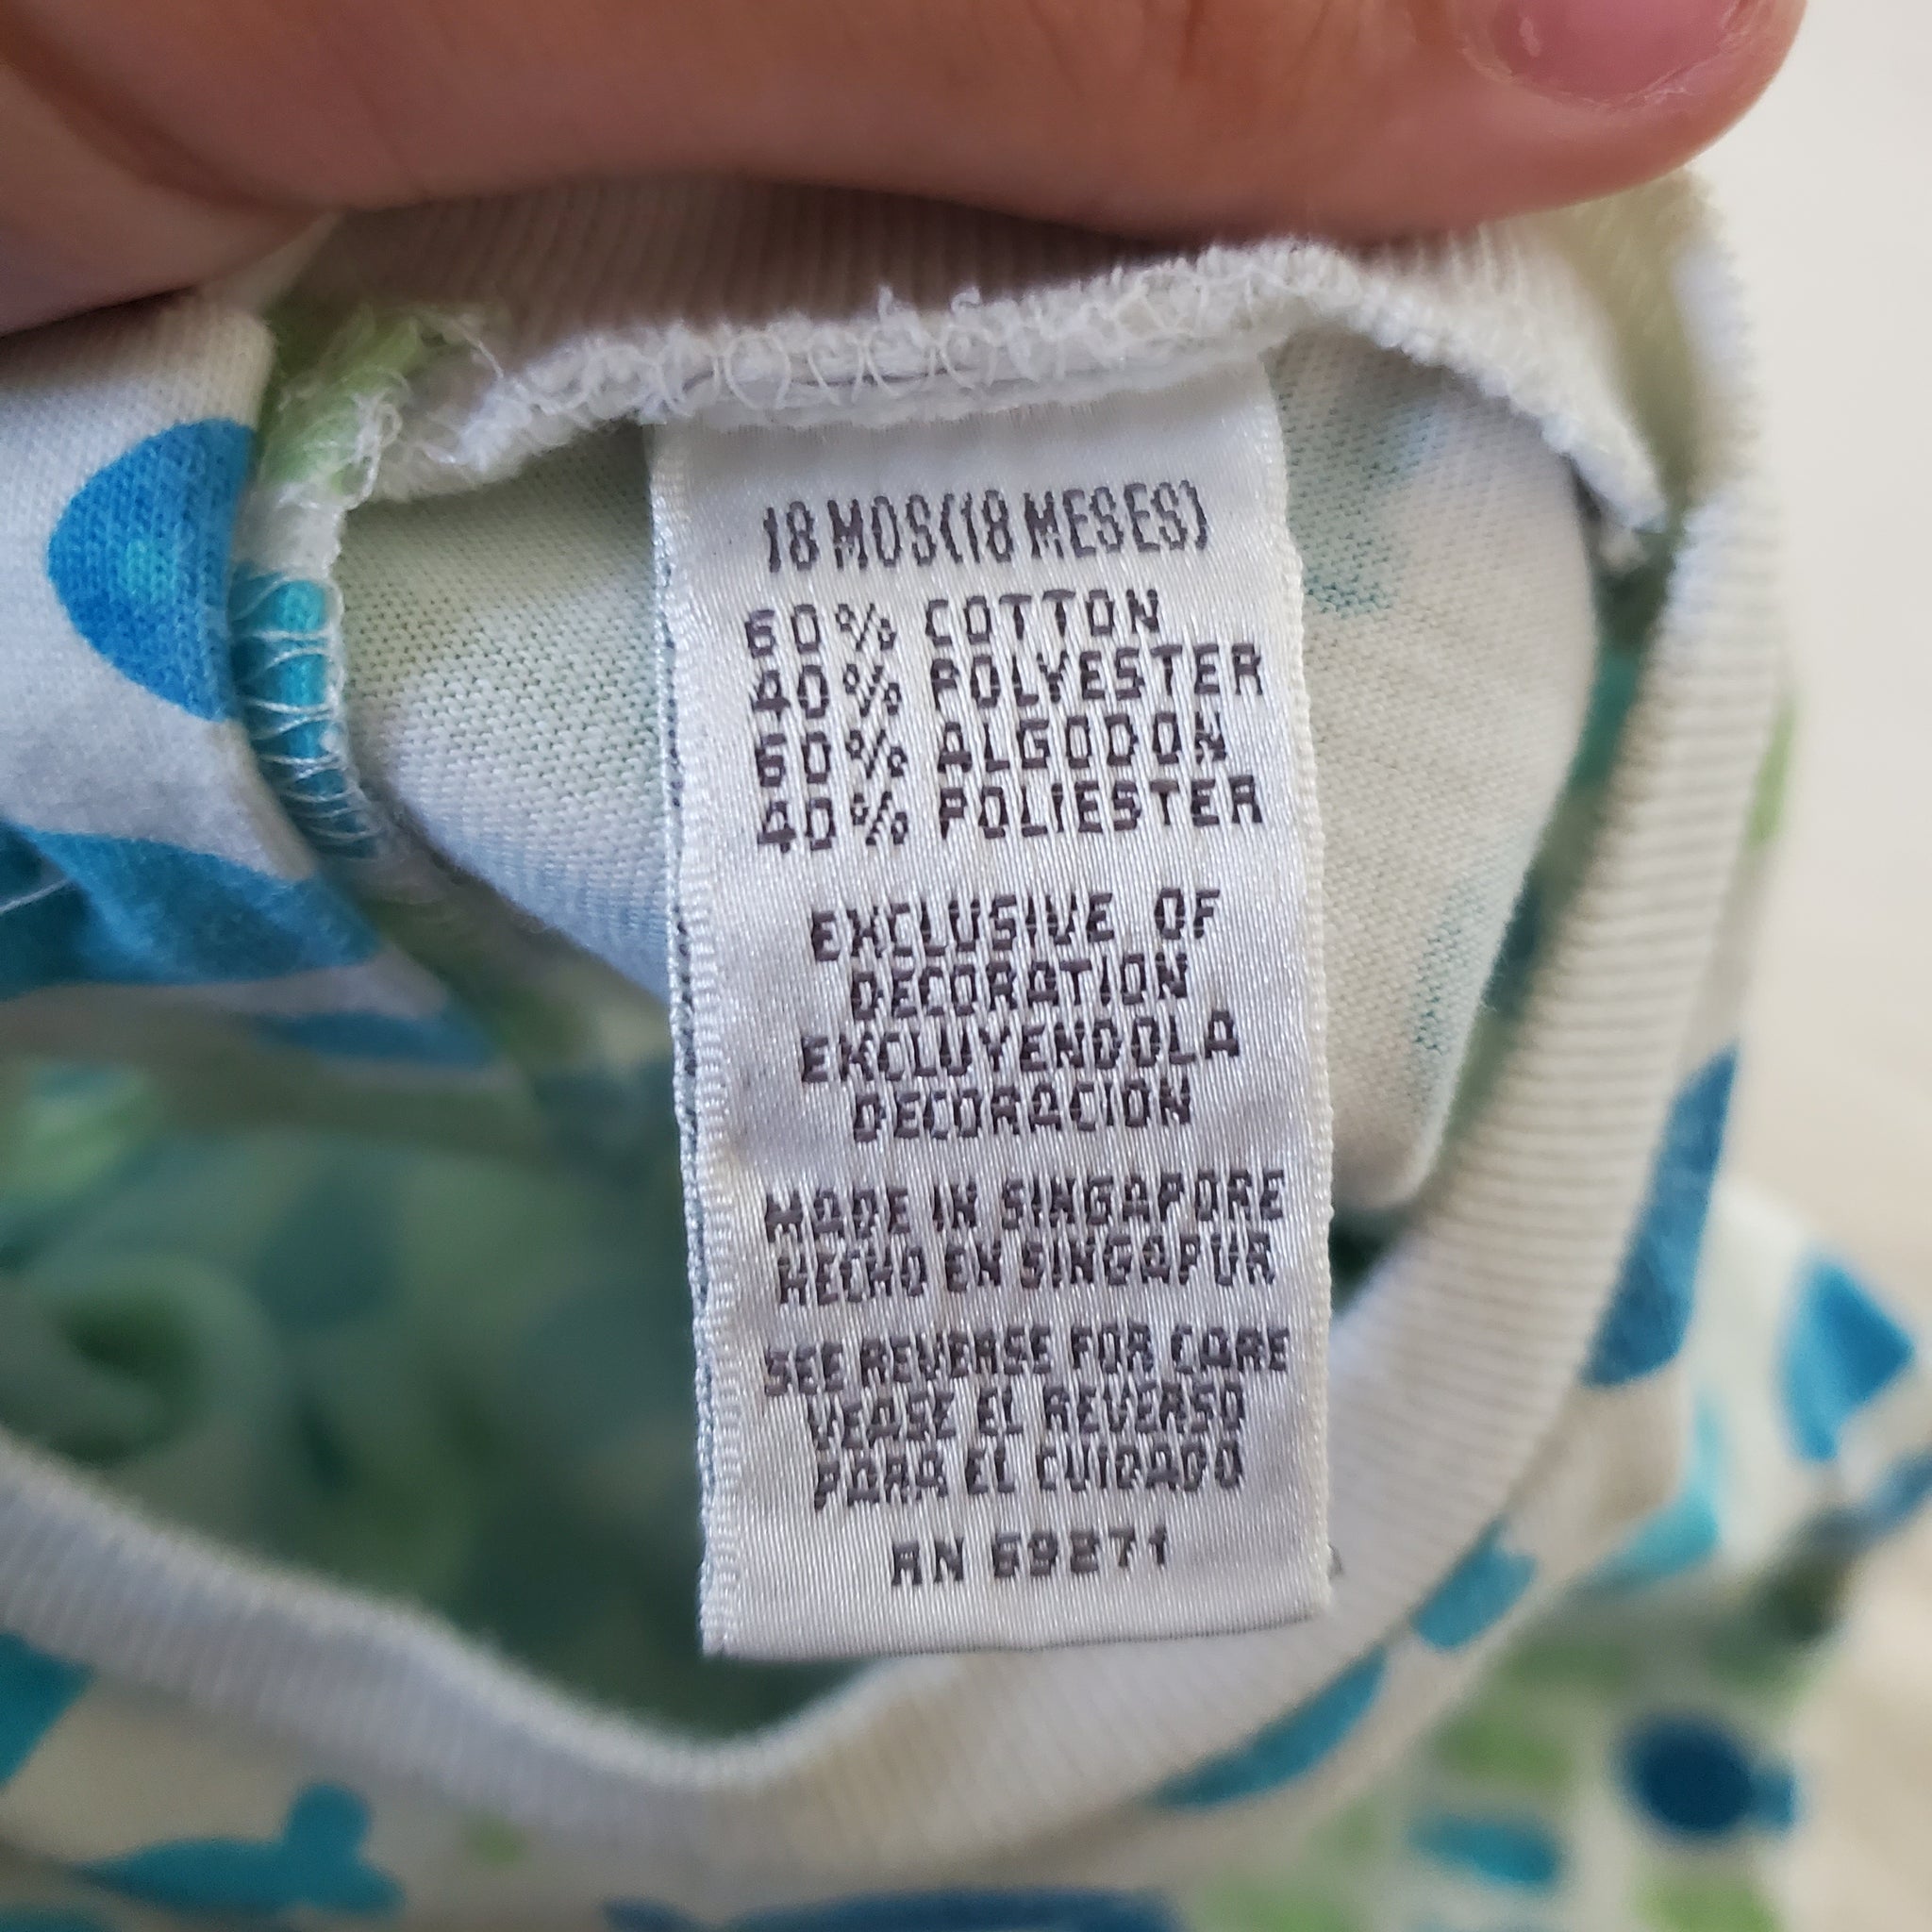 18 MOS(18 MESES)
60% COTTON
40% POLYESTER
60% ALGODON
40% POLIESTER
EXCLUSIVE OF
DECORATION
EXCLUYENDOLA
DECORACION
MADE IN SINGAPORE
HECHO EN SINGAPUR
SEE REVERSE FOR CARE
VEASE EL REVERSO
PARA EL CUIDADO
RN 59871